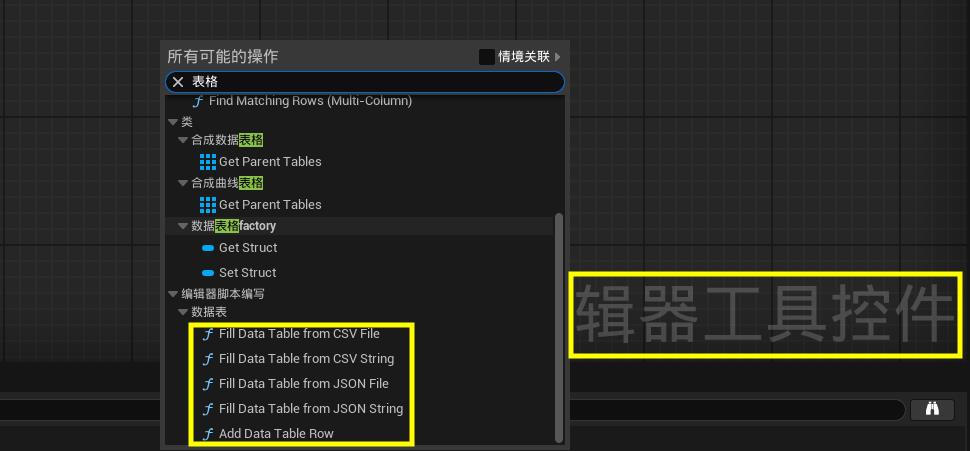 所有可能的操作
情境关联
表格
Find Matching Rows (Multi-Column)
类
合成数据表格
Get Parent Tables
合成曲线表格
Get Parent Tables
数据表格factory
Get Struct
Set Struct
编辑器脚本编写
数据表
Fill Data Table from CSV File
Fill Data Table from CSV String
Fill Data Table from JSON File
Fill Data Table from JSON String
Add Data Table Row
辑器工具控件